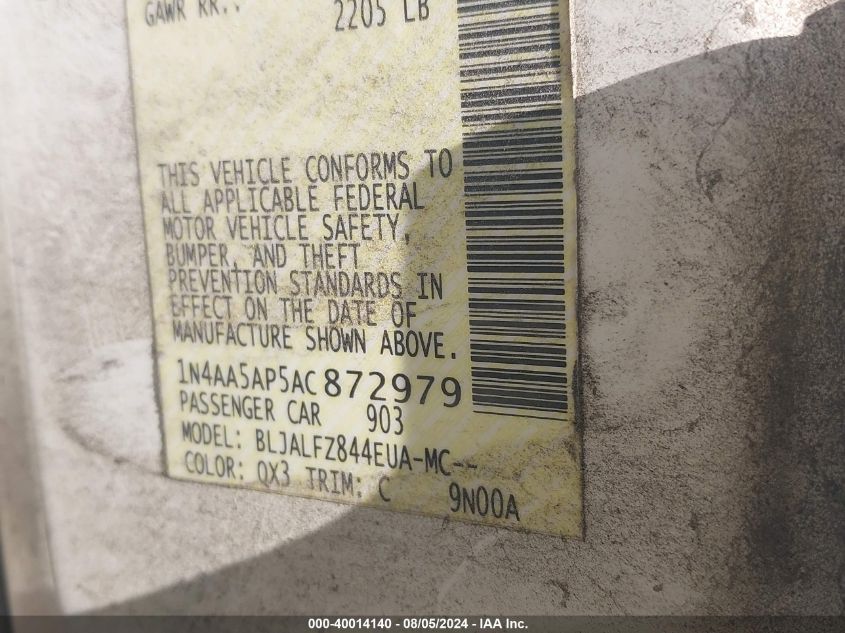 GAWR RR.. 2205 LB
THIS VEHICLE CONFORMS TO
ALL APPLICABLE FEDERAL
MOTOR VEHICLE SAFETY,
BUMPER, AND THEFT
PREVENTION STANDARDS IN
EFFECT ON THE DATE OF
MANUFACTURE SHOWN ABOVE.
1N4AA5AP5AC872979
PASSENGER CAR 903
MODEL: BLJALFZ844EUA-MC--
COLOR: QX3 TRIM: C 9N00A
000-40014140 - 08/05/2024 - IAA Inc.